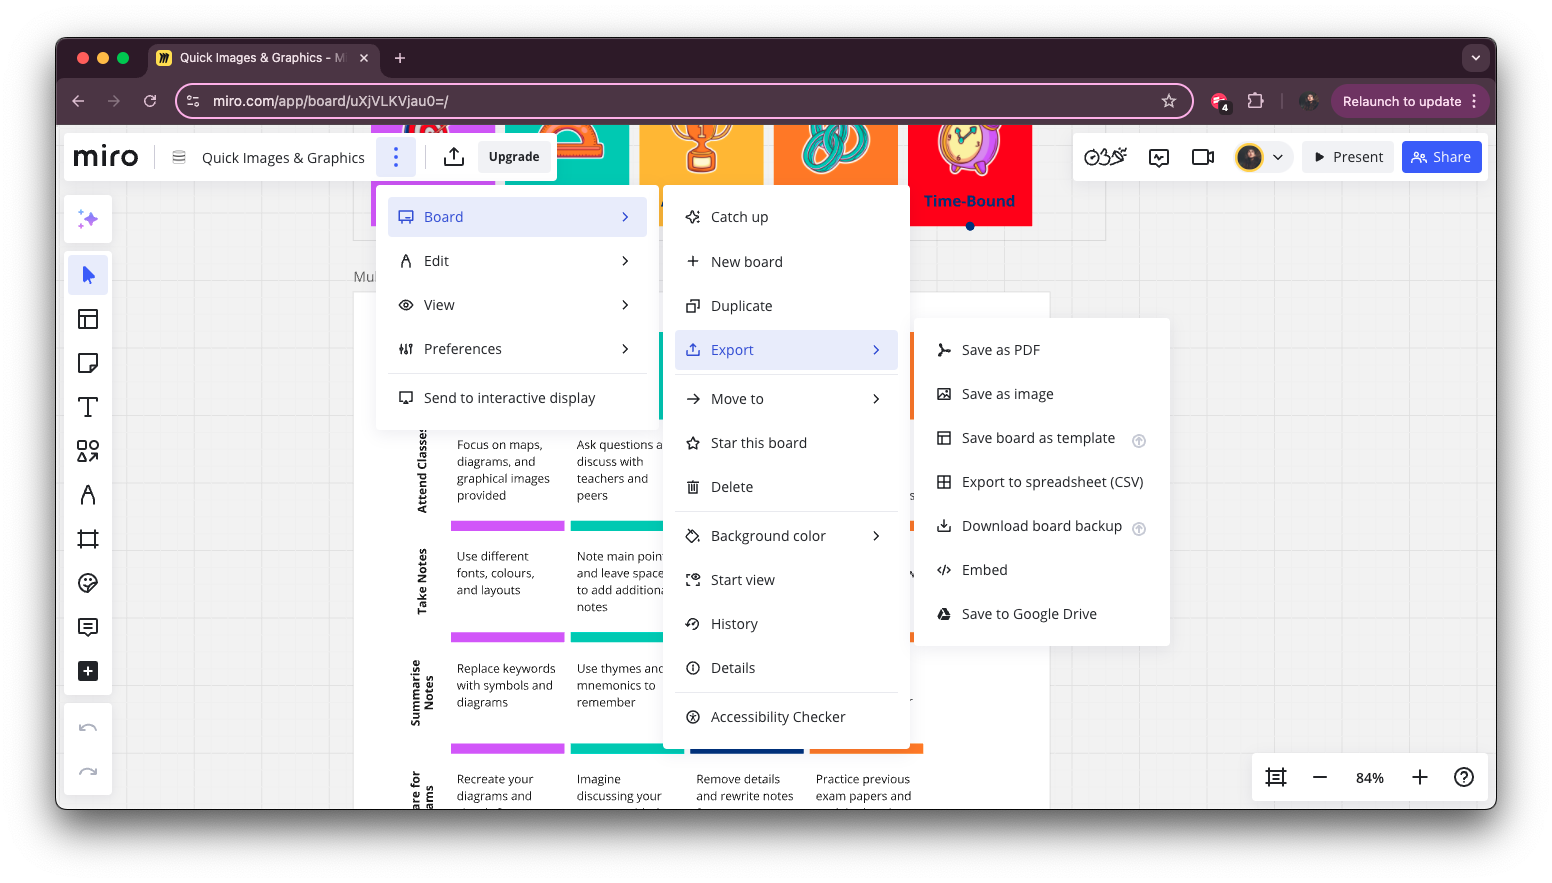 Quick Images & Graphics - M
miro.com/app/board/uXjVLKVjau0=/
4
Relaunch to update
miro
Quick Images & Graphics
Upgrade
Present
Share
1
Time-Bound
Board
Edit
View
Preferences
Send to interactive display
Catch up
New board
Duplicate
Export
Move to
Star this board
Delete
Background color
Start view
History
Details
Accessibility Checker
Save as PDF
Save as image
Save board as template
Export to spreadsheet (CSV)
Download board backup
Embed
Save to Google Drive
Mul
Attend Classes
Focus on maps,
diagrams, and
graphical images
provided
Ask questions a
discuss with
teachers and
peers
Take Notes
Use different
fonts, colours,
and layouts
Note main poin
and leave space
to add additiona
notes
Summarise
Notes
Replace keywords
with symbols and
diagrams
Use thymes and
mnemonics to
remember
are for
ams
Recreate your
diagrams and
Imagine
discussing your
Remove details
and rewrite notes
Practice previous
exam papers and
84%